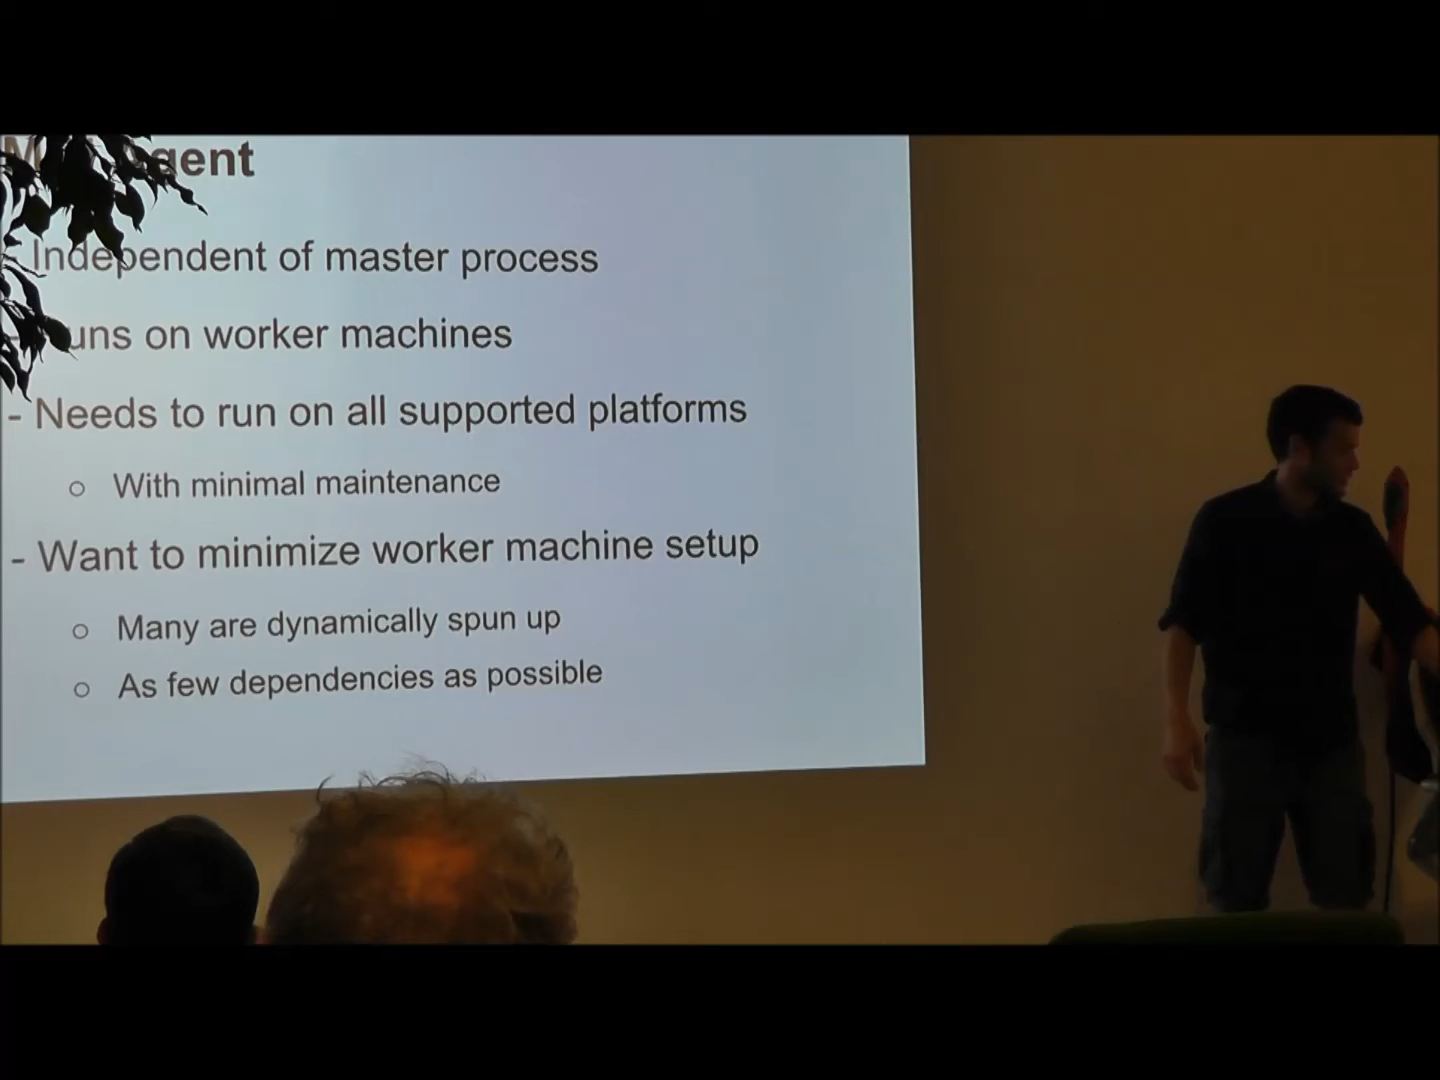 Agent
- Independent of master process
- Runs on worker machines
- Needs to run on all supported platforms
○ With minimal maintenance
- Want to minimize worker machine setup
○ Many are dynamically spun up
○ As few dependencies as possible